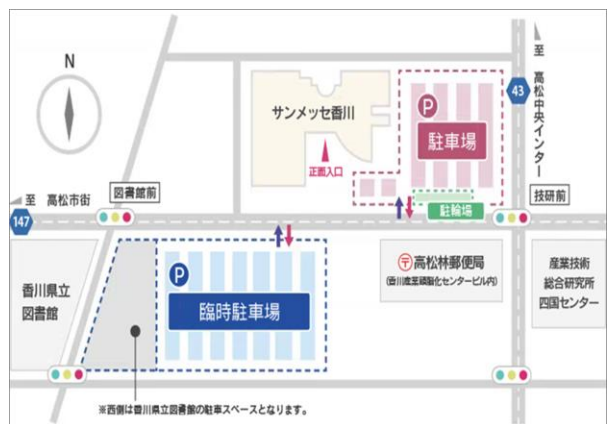 N
至 高松中央インター
43
サンメッセ香川
P
駐車場
正面入口
図書館前
至 高松市街
147
駐輪場
技研前
香川県立
図書館
P
臨時駐車場
〒高松林郵便局
(香川産業頭脳化センタービル内)
産業技術
総合研究所
四国センター
※西側は香川県立図書館の駐車スペースとなります。